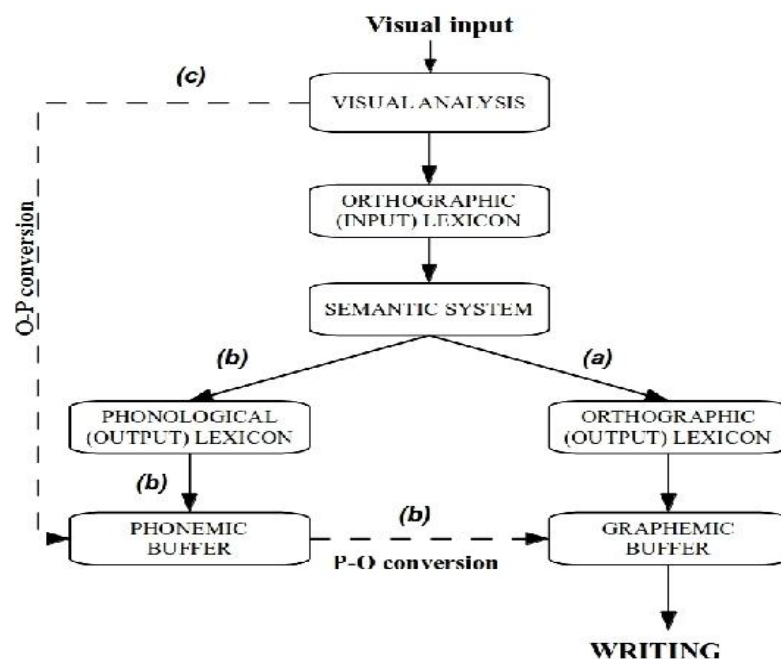 Visual input
(c)
VISUAL ANALYSIS
ORTHOGRAPHIC
(INPUT) LEXICON
O-P conversion
SEMANTIC SYSTEM
(b)
(a)
PHONOLOGICAL
(OUTPUT) LEXICON
ORTHOGRAPHIC
(OUTPUT) LEXICON
(b)
(b)
PHONEMIC
BUFFER
GRAPHEMIC
BUFFER
P-O conversion
WRITING